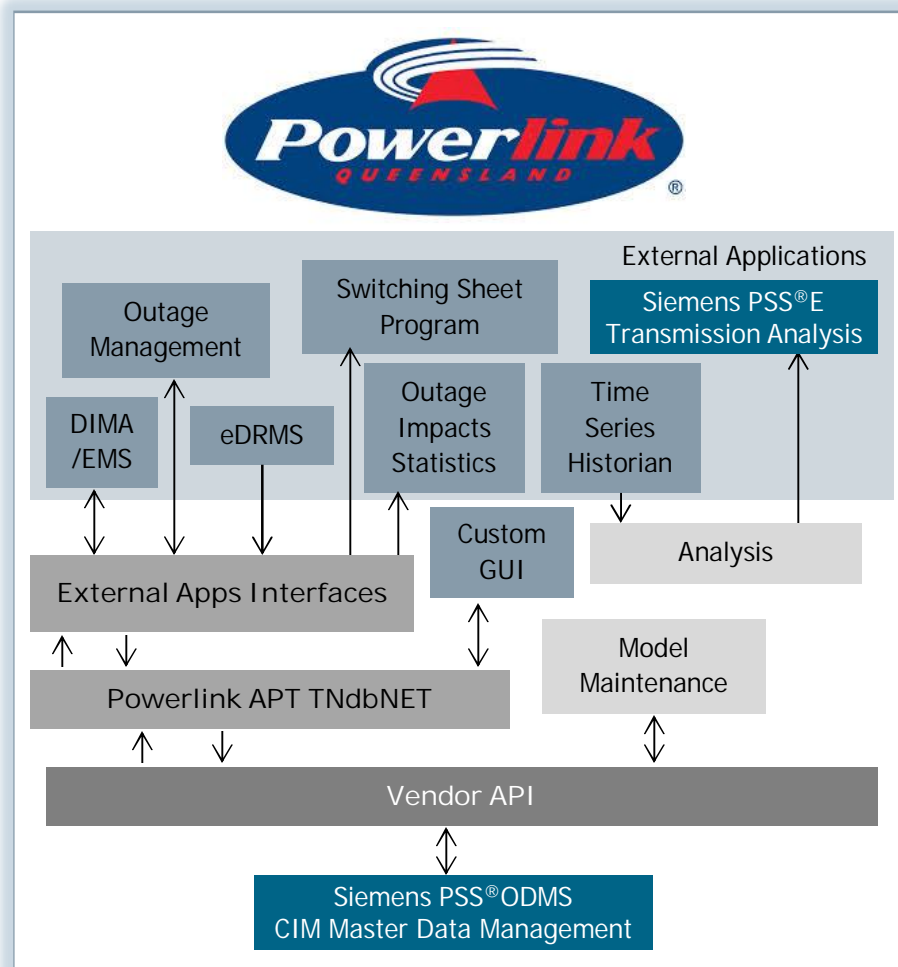 Powerlink
QUEENSLAND
®
External Applications
Switching Sheet
Program
Siemens PSS®E
Transmission Analysis
Outage
Management
DIMA
/EMS
eDRMS
Outage
Impacts
Statistics
Time
Series
Historian
Custom
GUI
Analysis
External Apps Interfaces
Model
Maintenance
Powerlink APT TNdbNET
Vendor API
Siemens PSS®ODMS
CIM Master Data Management